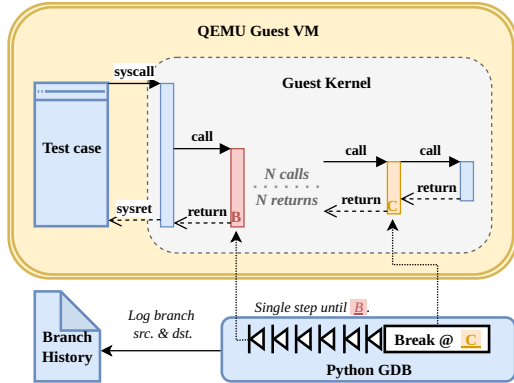 QEMU Guest VM
syscall
Guest Kernel
Test case
call
call
call
N calls
N returns
sysret
return
B
return
C
return
Single step until B.
Log branch
src. & dst.
Branch
History
Break @ C
Python GDB